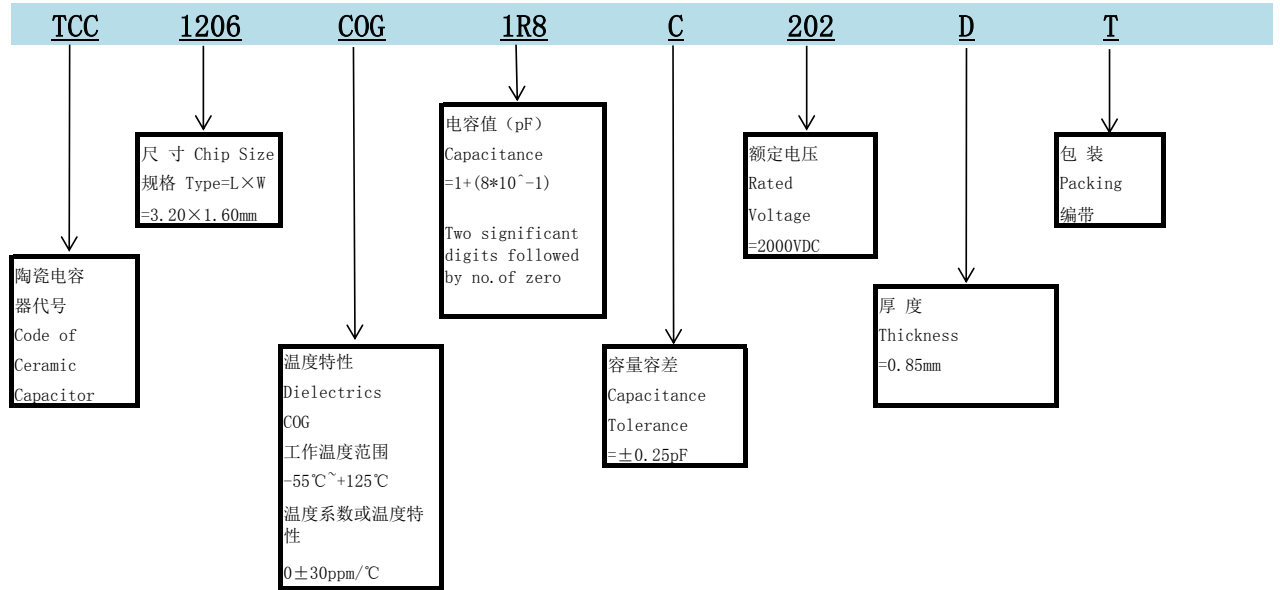 TCC 1206 COG 1R8 C 202 D T
陶瓷电容
器代号
Code of
Ceramic
Capacitor
尺 寸 Chip Size
规格 Type=L×W
=3.20×1.60mm
温度特性
Dielectrics
COG
工作温度范围
-55℃~+125℃
温度系数或温度特
性
0±30ppm/℃
电容值（pF）
Capacitance
=1+(8*10^-1)
Two significant
digits followed
by no.of zero
容量容差
Capacitance
Tolerance
=±0.25pF
额定电压
Rated
Voltage
=2000VDC
厚 度
Thickness
=0.85mm
包 装
Packing
编带